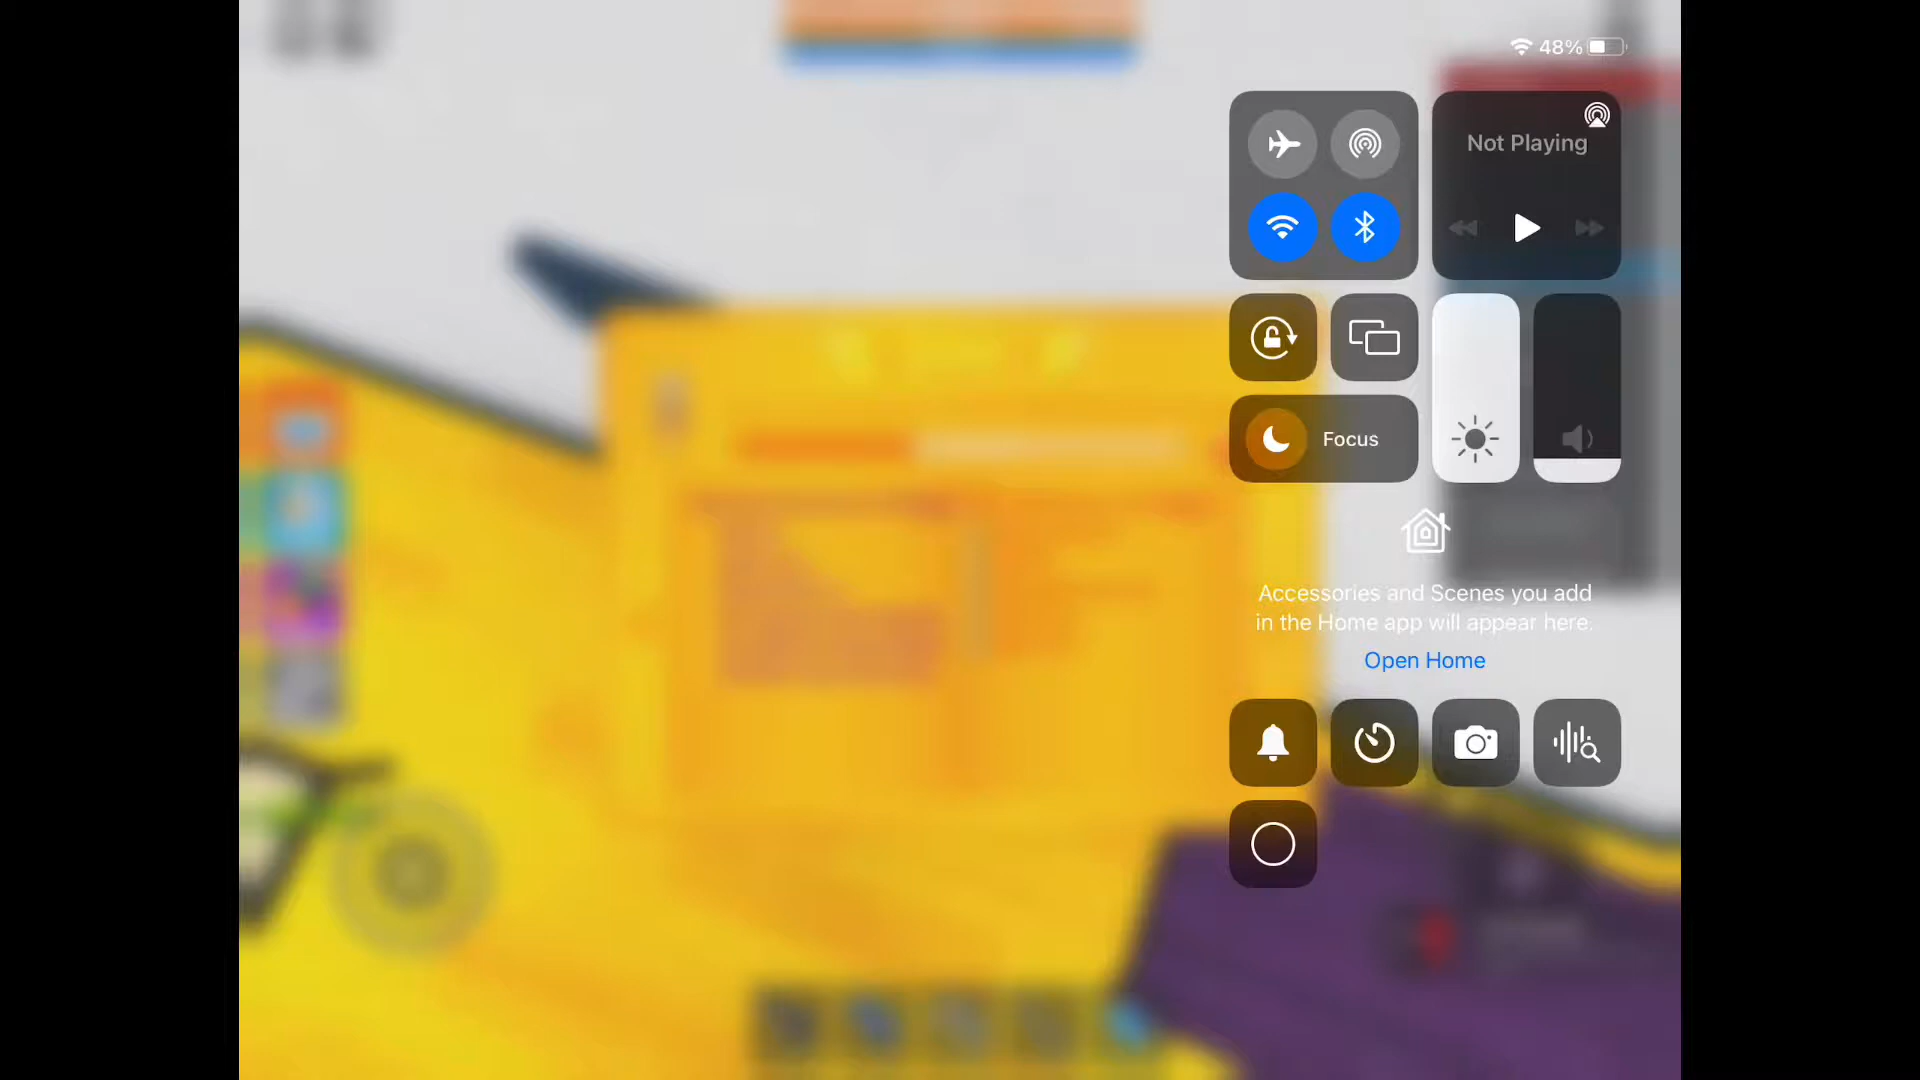 48%
Not Playing
Focus
Accessories and Scenes you add
in the Home app will appear here.
Open Home